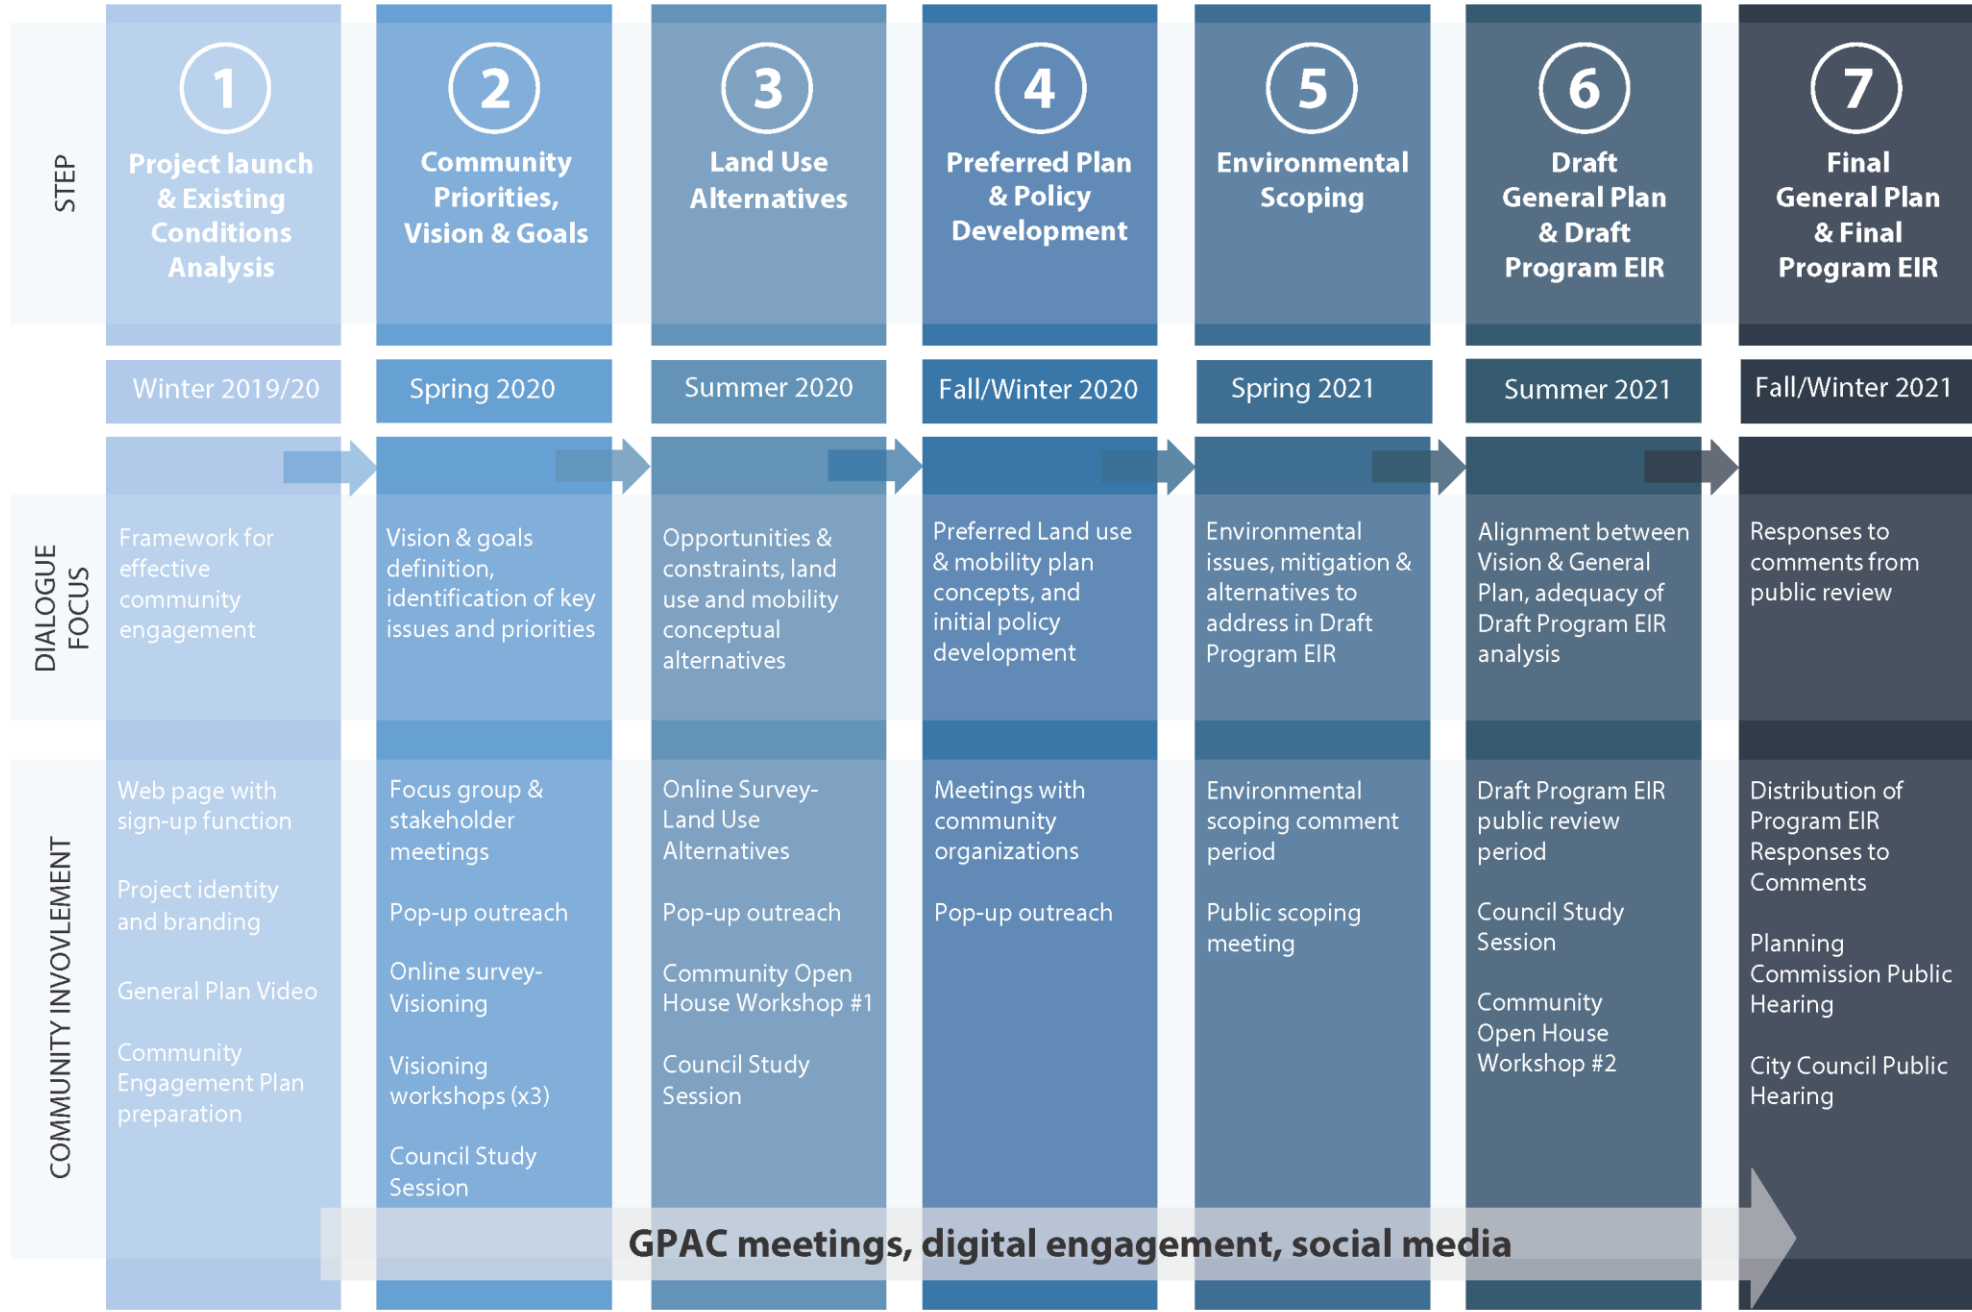 STEP
1
Project launch
& Existing
Conditions
Analysis
2
Community
Priorities,
Vision & Goals
3
Land Use
Alternatives
4
Preferred Plan
& Policy
Development
5
Environmental
Scoping
6
Draft
General Plan
& Draft
Program EIR
7
Final
General Plan
& Final
Program EIR
Winter 2019/20
Spring 2020
Summer 2020
Fall/Winter 2020
Spring 2021
Summer 2021
Fall/Winter 2021
DIALOGUE
FOCUS
Framework for
effective
community
engagement
Vision & goals
definition,
identification of key
issues and priorities
Opportunities &
constraints, land
use and mobility
conceptual
alternatives
Preferred Land use
& mobility plan
concepts, and
initial policy
development
Environmental
issues, mitigation &
alternatives to
address in Draft
Program EIR
Alignment between
Vision & General
Plan, adequacy of
Draft Program EIR
analysis
Responses to
comments from
public review
COMMUNITY INVOVLEMENT
Web page with
sign-up function
Project identity
and branding
General Plan Video
Community
Engagement Plan
preparation
Focus group &
stakeholder
meetings
Pop-up outreach
Online survey-
Visioning
Visioning
workshops (x3)
Council Study
Session
Online Survey-
Land Use
Alternatives
Pop-up outreach
Community Open
House Workshop #1
Council Study
Session
Meetings with
community
organizations
Pop-up outreach
Environmental
scoping comment
period
Public scoping
meeting
Draft Program EIR
public review
period
Council Study
Session
Community
Open House
Workshop #2
Distribution of
Program EIR
Responses to
Comments
Planning
Commission Public
Hearing
City Council Public
Hearing
GPAC meetings, digital engagement, social media